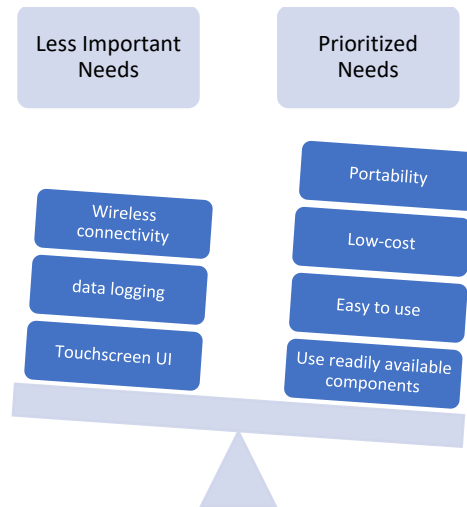 Less Important
Needs
Prioritized
Needs
Wireless
connectivity
data logging
Touchscreen UI
Portability
Low-cost
Easy to use
Use readily available
components